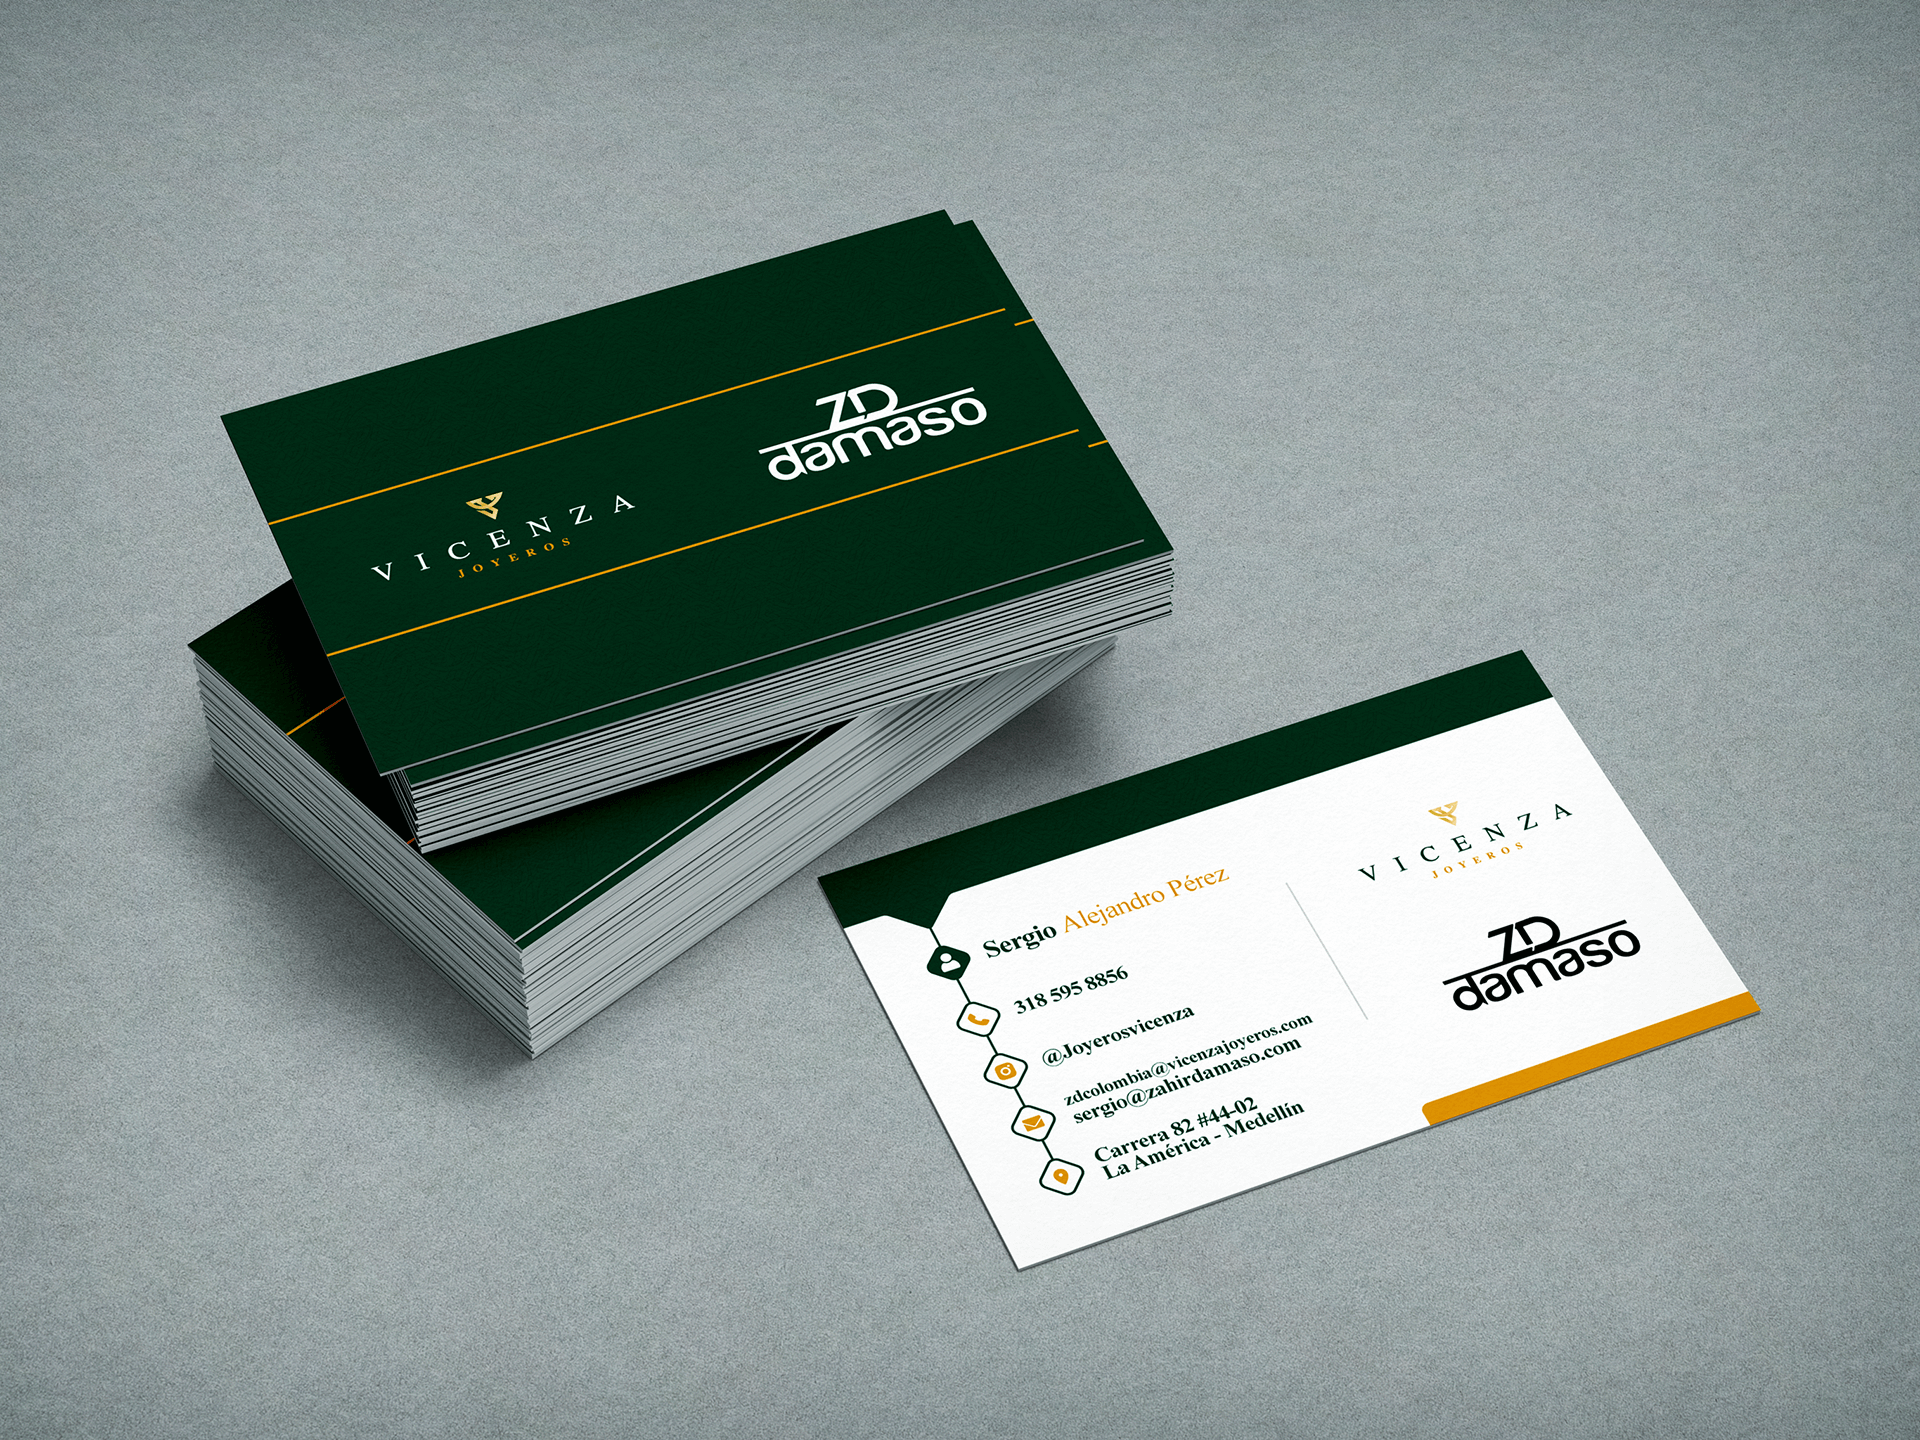 VICENZA
JOYEROS
ZD
damaso
Sergio Alejandro Pérez
318 595 8856
@Joyerosvicenza
zdcolombia@vicenzajoyeros.com
sergio@zahirdamaso.com
Carrera 82 #44-02
La América - Medellín
VICENZA
JOYEROS
ZD
damaso